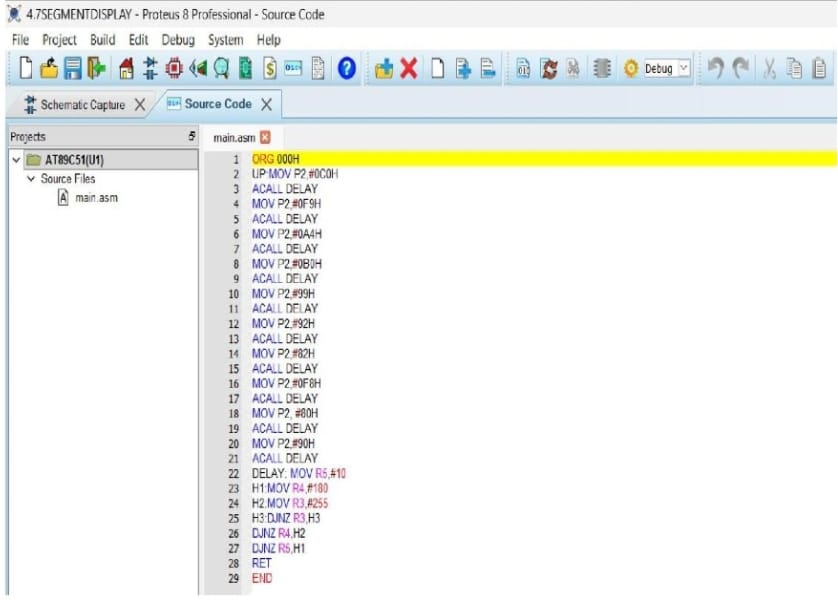 4.7SEGMENTDISPLAY - Proteus 8 Professional - Source Code
File Project Build Edit Debug System Help
Debug
Schematic Capture Source Code
Projects main.asm
AT89C51(U1)
Source Files
main.asm
1 ORG 000H
2 UP:MOV P2,#0C0H
3 ACALL DELAY
4 MOV P2,#0F9H
5 ACALL DELAY
6 MOV P2,#0A4H
7 ACALL DELAY
8 MOV P2,#0B0H
9 ACALL DELAY
10 MOV P2,#99H
11 ACALL DELAY
12 MOV P2,#92H
13 ACALL DELAY
14 MOV P2,#82H
15 ACALL DELAY
16 MOV P2,#0F8H
17 ACALL DELAY
18 MOV P2, #80H
19 ACALL DELAY
20 MOV P2,#90H
21 ACALL DELAY
22 DELAY: MOV R5,#10
23 H1:MOV R4,#180
24 H2:MOV R3,#255
25 H3:DJNZ R3,H3
26 DJNZ R4,H2
27 DJNZ R5,H1
28 RET
29 END